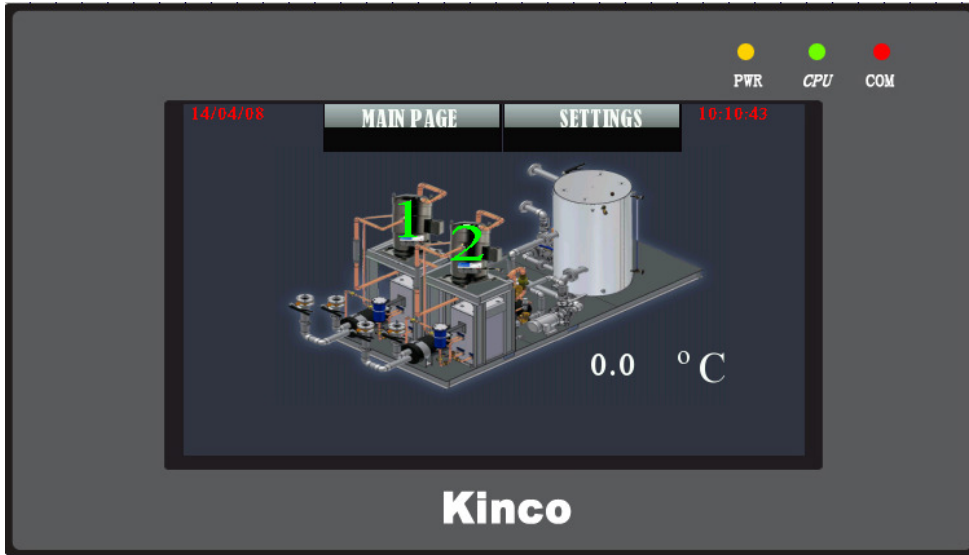 PWR CPU COM
14/04/08 MAIN PAGE SETTINGS 10:10:43
1
2
0.0 °C
Kinco